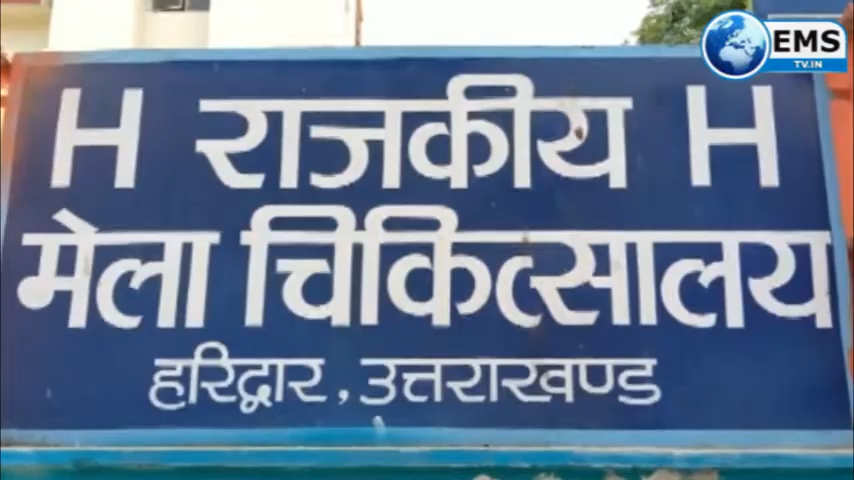 EMS
TV.IN
H राजकीय H
मेला चिकित्सालय
हरिद्वार, उत्तराखण्ड